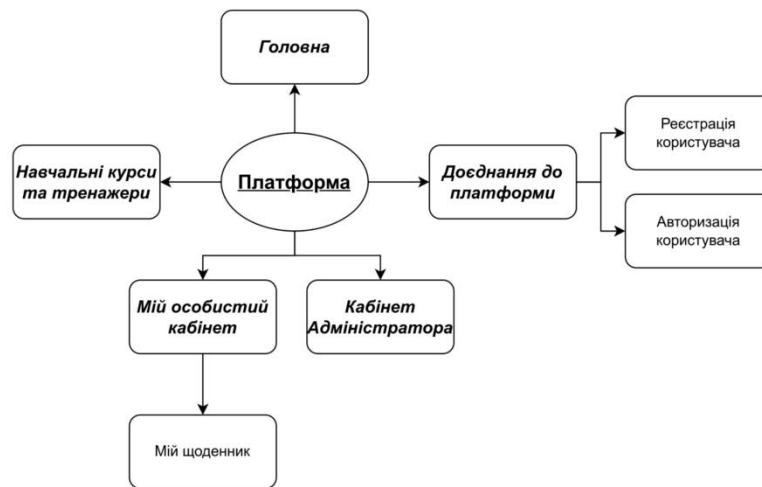 Головна
Навчальні курси
та тренажери
Платформа
Доєднання до
платформи
Реєстрація
користувача
Авторизація
користувача
Мій особистий
кабінет
Кабінет
Адміністратора
Мій щоденник